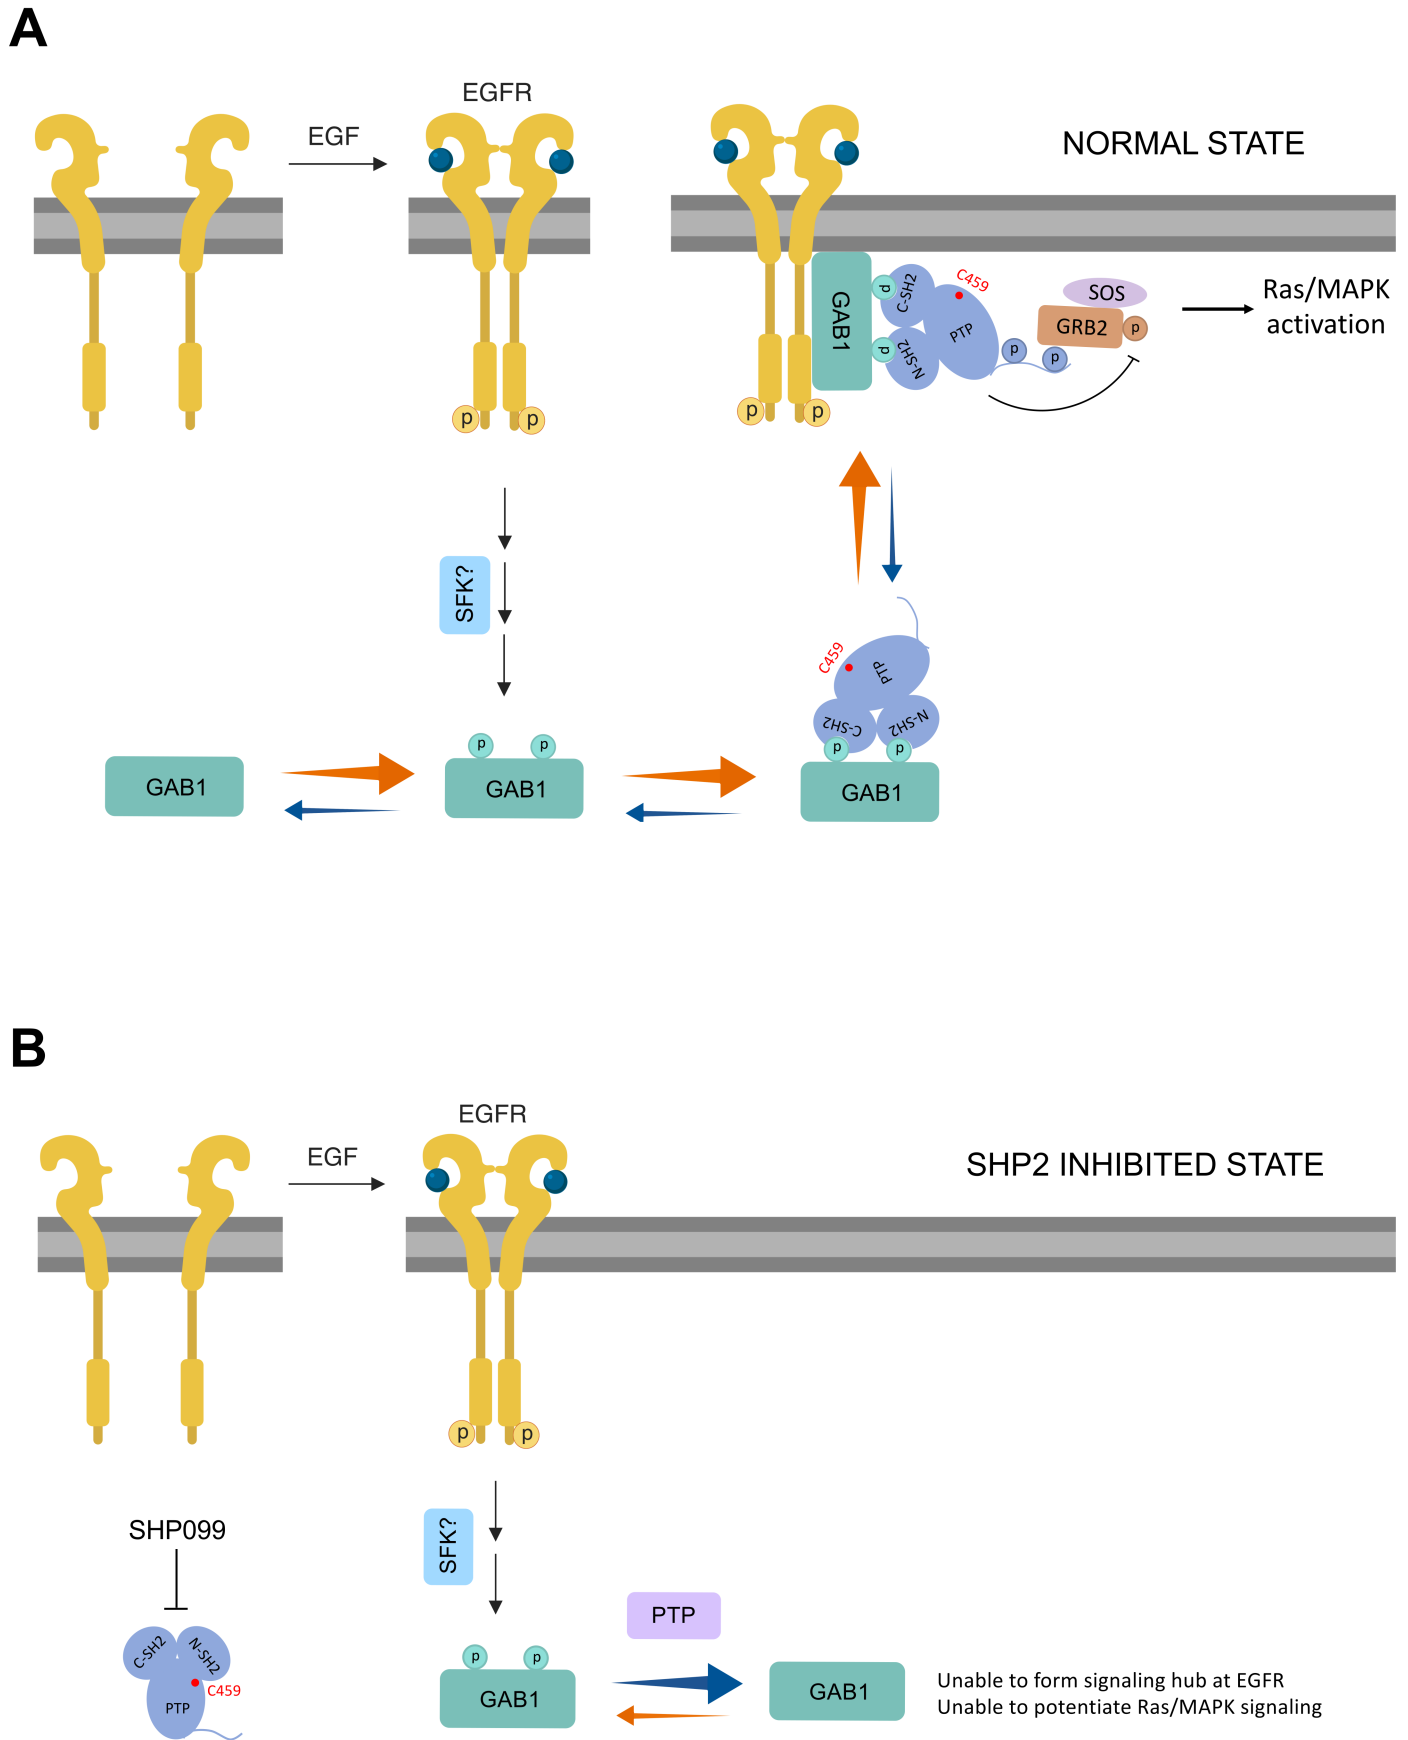 A
EGFR
EGF
NORMAL STATE
p
p
GAB1
p
p
C-SH2
N-SH2
PTP
C459
p
p
SOS
GRB2
p
Ras/MAPK
activation
p
p
SFK?
GAB1
p
p
GAB1
C459
PTP
C-SH2
N-SH2
p
p
GAB1
B
EGFR
EGF
SHP2 INHIBITED STATE
p
p
SHP099
C-SH2
N-SH2
C459
PTP
SFK?
p
p
GAB1
PTP
GAB1
Unable to form signaling hub at EGFR
Unable to potentiate Ras/MAPK signaling